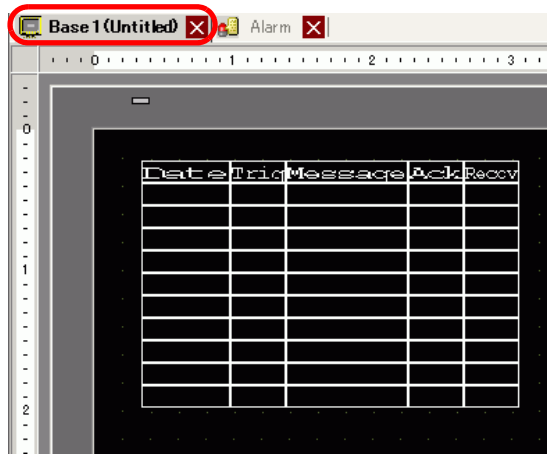 Base 1 (Untitled) Alarm
0 1 2 3
Date Trig Message Ack Recov
0
1
2